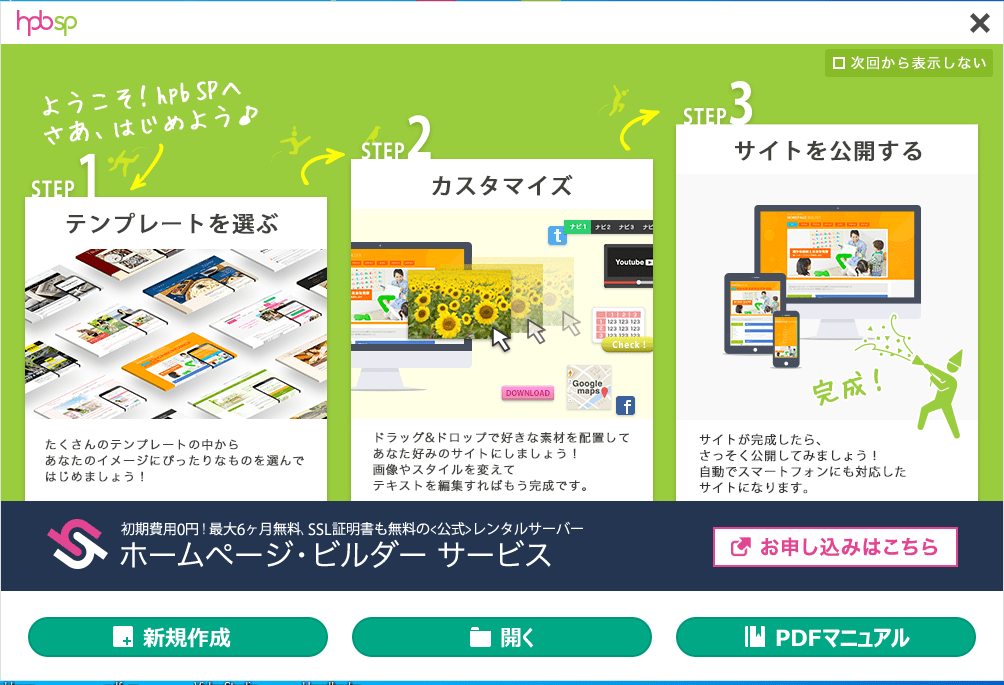 hpbsp
次回から表示しない
ようこそ！hpb SPへ
さあ、はじめよう♪
STEP 1
テンプレートを選ぶ
たくさんのテンプレートの中から
あなたのイメージにぴったりなものを選んで
はじめましょう！
STEP 2
カスタマイズ
ナビ1 ナビ2 ナビ3
t
Youtube
1 2 3
1 123 123 123
2 123 123 123
3 123 123 123
Check !
DOWNLOAD
Google
maps
f
ドラッグ&ドロップで好きな素材を配置して
あなた好みのサイトにしましょう！
画像やスタイルを変えて
テキストを編集すればもう完成です。
STEP 3
サイトを公開する
完成！
サイトが完成したら、
さっそく公開してみましょう！
自動でスマートフォンにも対応した
サイトになります。
初期費用0円！最大6ヶ月無料、SSL証明書も無料の<公式>レンタルサーバー
ホームページ・ビルダー サービス
お申し込みはこちら
新規作成
開く
PDFマニュアル